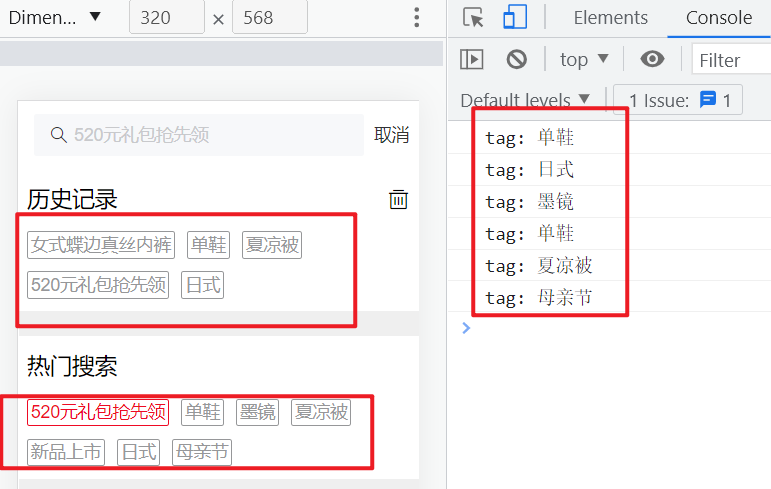 Dimen... ▼ 320 × 568
Elements Console
top ▼ Filter
Default levels ▼ 1 Issue: 1
520元礼包抢先领 取消
历史记录
女式蝶边真丝内裤 单鞋 夏凉被
520元礼包抢先领 日式
热门搜索
520元礼包抢先领 单鞋 墨镜 夏凉被
新品上市 日式 母亲节
tag: 单鞋
tag: 日式
tag: 墨镜
tag: 单鞋
tag: 夏凉被
tag: 母亲节